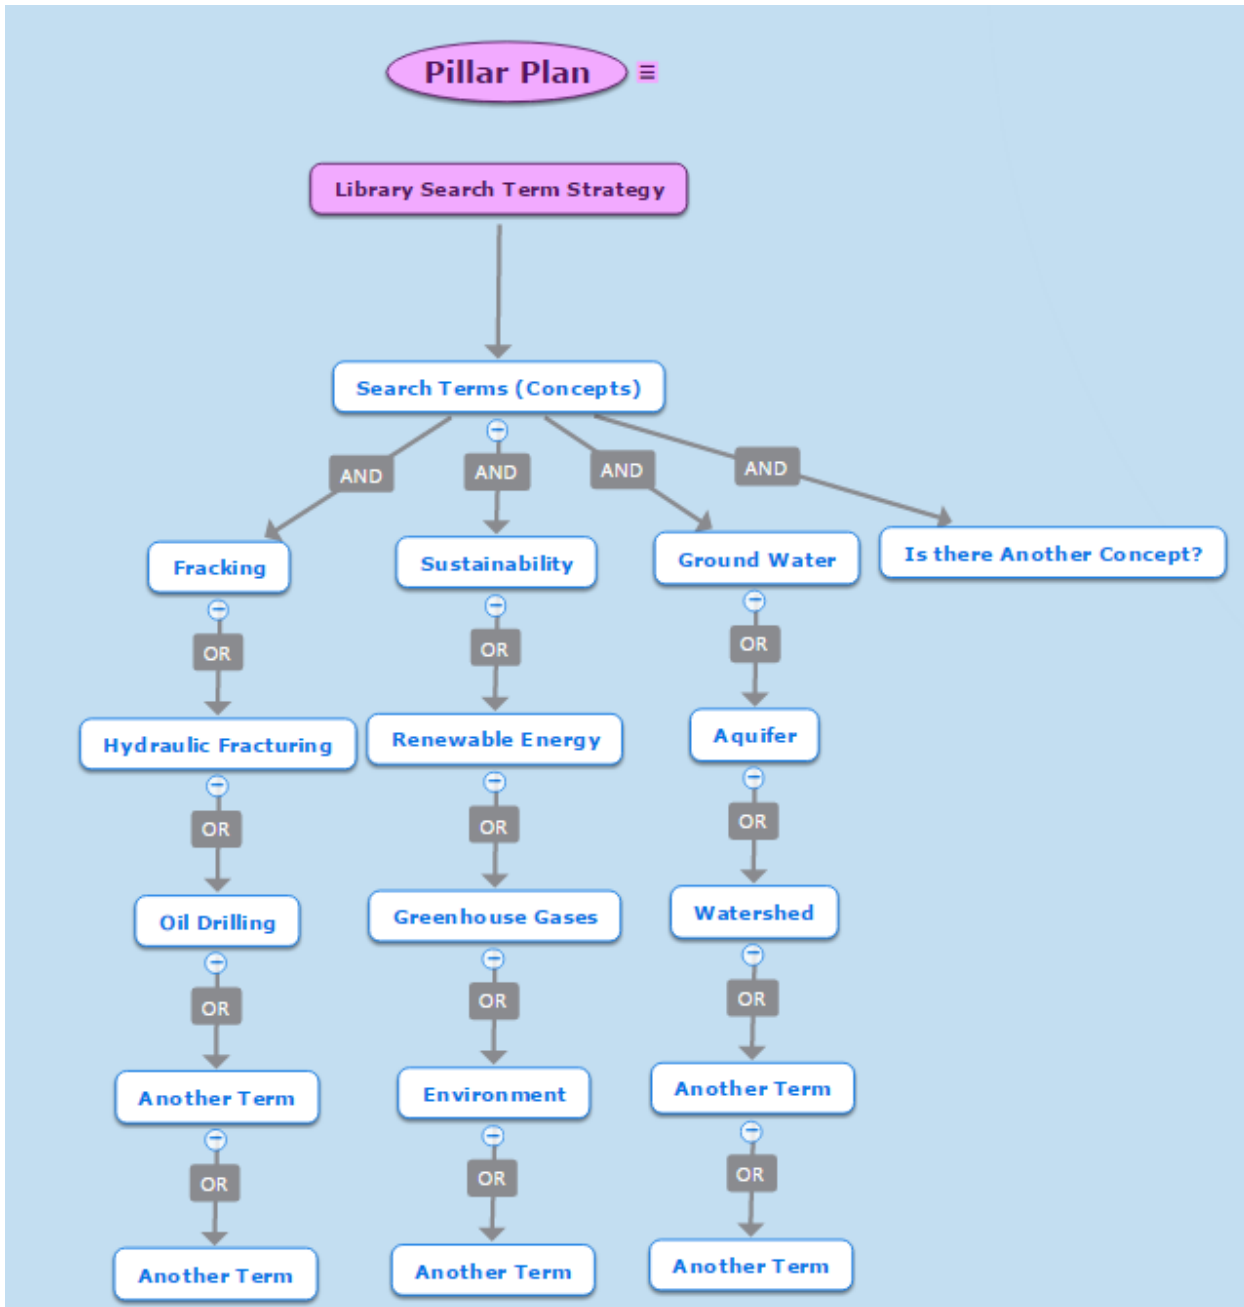 Pillar Plan
Library Search Term Strategy
Search Terms (Concepts)
AND
AND
AND
AND
Fracking
Sustainability
Ground Water
Is there Another Concept?
OR
OR
OR
Hydraulic Fracturing
Renewable Energy
Aquifer
OR
OR
OR
Oil Drilling
Greenhouse Gases
Watershed
OR
OR
OR
Another Term
Environment
Another Term
OR
OR
OR
Another Term
Another Term
Another Term